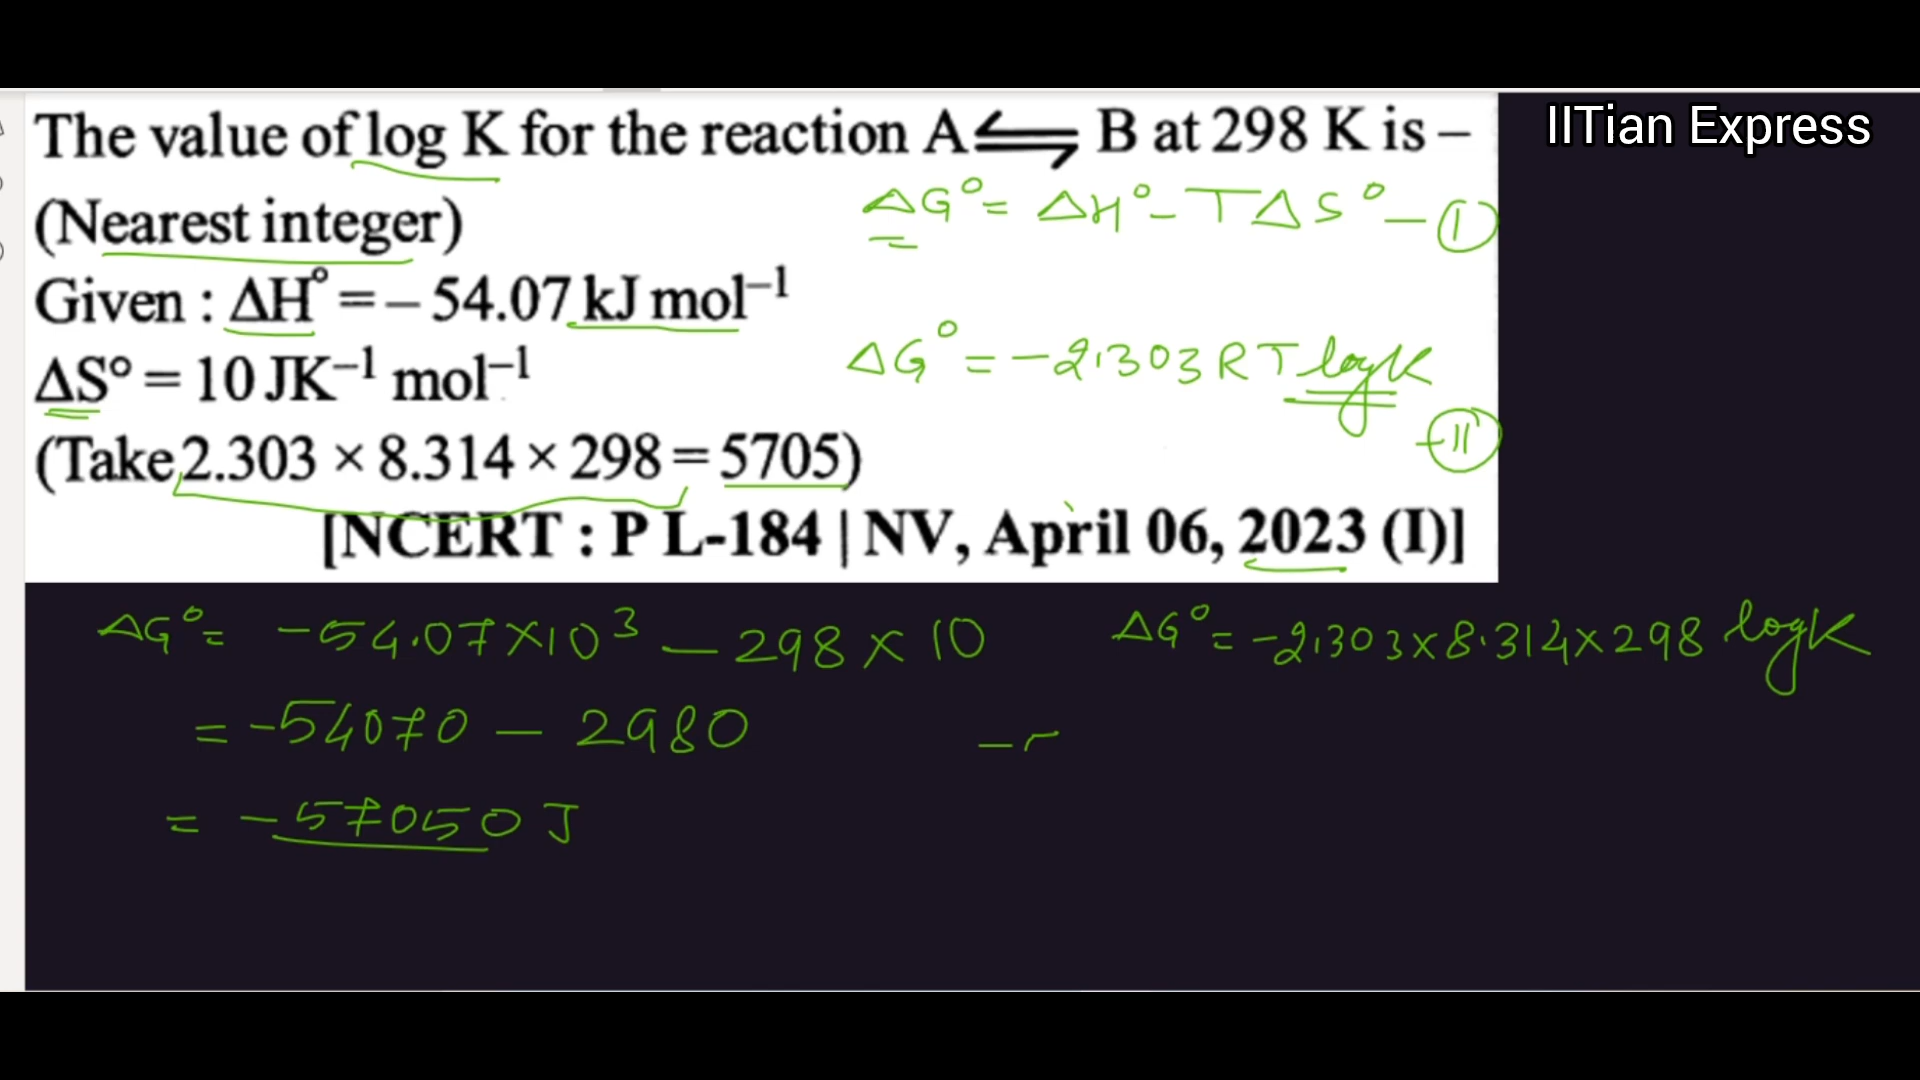 IITian Express
The value of log K for the reaction A ⇌ B at 298 K is –
(Nearest integer)
ΔG° = ΔH° – TΔS° – (I)
Given : ΔH° = – 54.07 kJ mol⁻¹
ΔG° = – 2.303 RT log K
– (II)
ΔS° = 10 JK⁻¹ mol⁻¹
(Take 2.303 × 8.314 × 298 = 5705)
[NCERT : P L-184 | NV, April 06, 2023 (I)]
ΔG° = – 54.07 × 10³ – 298 × 10
= – 54070 – 2980
= – 57050 J
ΔG° = – 2.303 × 8.314 × 298 log K